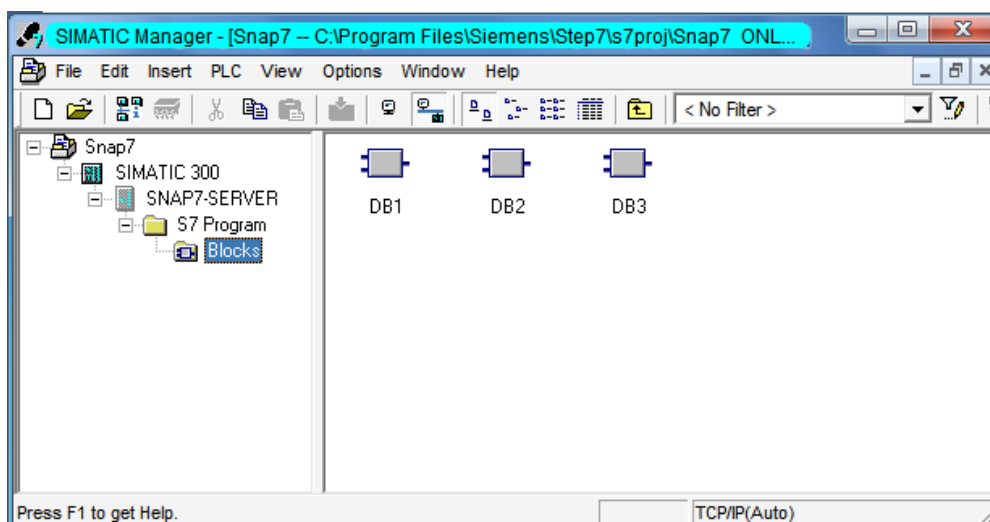 SIMATIC Manager - [Snap7 -- C:\Program Files\Siemens\Step7\s7proj\Snap7 ONL...
File Edit Insert PLC View Options Window Help
< No Filter >
Snap7
SIMATIC 300
SNAP7-SERVER
S7 Program
Blocks
DB1 DB2 DB3
Press F1 to get Help. TCP/IP(Auto)